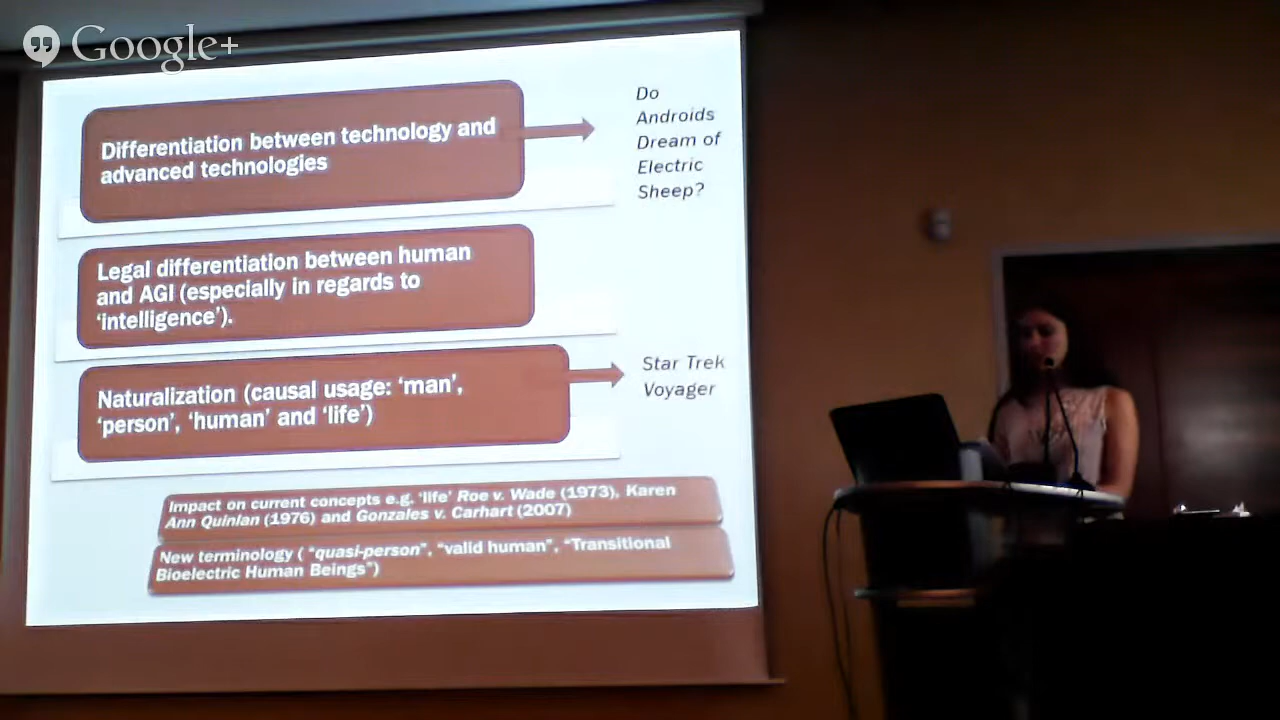 Google+
Differentiation between technology and
advanced technologies
Do
Androids
Dream of
Electric
Sheep?
Legal differentiation between human
and AGI (especially in regards to
‘intelligence’).
Naturalization (causal usage: ‘man’,
‘person’, ‘human’ and ‘life’)
Star Trek
Voyager
Impact on current concepts e.g. ‘life’ Roe v. Wade (1973), Karen
Ann Quinlan (1976) and Gonzales v. Carhart (2007)
New terminology ( “quasi-person”, “valid human”, “Transitional
Bioelectric Human Beings”)